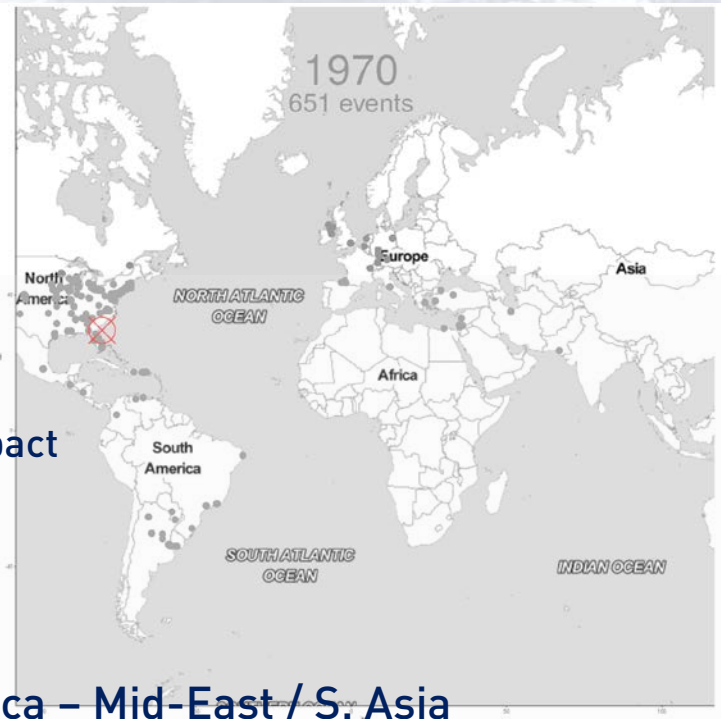 1970
651 events
North
America
Europe
Asia
NORTH ATLANTIC
OCEAN
Africa
South
America
SOUTH ATLANTIC
OCEAN
INDIAN OCEAN
ca – Mid-East / S. Asia